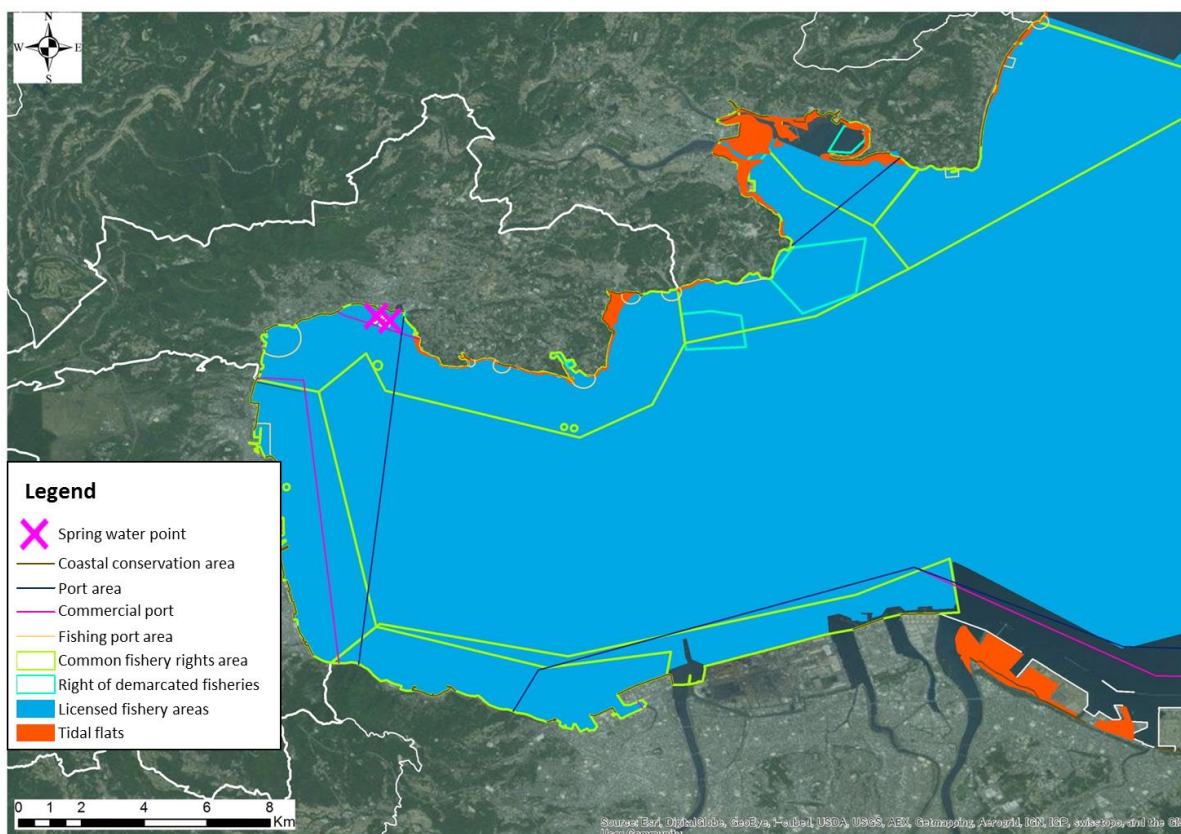 N
W E
S
Legend
Spring water point
Coastal conservation area
Port area
Commercial port
Fishing port area
Common fishery rights area
Right of demarcated fisheries
Licensed fishery areas
Tidal flats
0 1 2 4 6 8
Km
Source: Esri, DigitalGlobe, GeoEye, i-cubed, USDA, USGS, AEX, Getmapping, Aerogrid, IGN, IGP, swisstopo, and the GIS
User Community